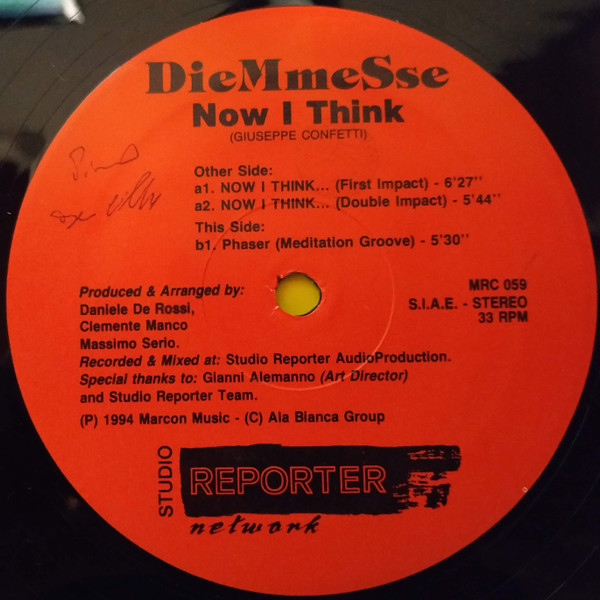 DieMmeSse
Now I Think
(GIUSEPPE CONFETTI)
Other Side:
a1. NOW I THINK... (First Impact) - 6'27''
a2. NOW I THINK... (Double Impact) - 5'44''
This Side:
b1. Phaser (Meditation Groove) - 5'30''
Produced & Arranged by:
Daniele De Rossi,
Clemente Manco
Massimo Serio.
MRC 059
S.I.A.E. - STEREO
33 RPM
Recorded & Mixed at: Studio Reporter AudioProduction.
Special thanks to: Gianni Alemanno (Art Director)
and Studio Reporter Team.
(P) 1994 Marcon Music - (C) Ala Bianca Group
STUDIO
REPORTER
network